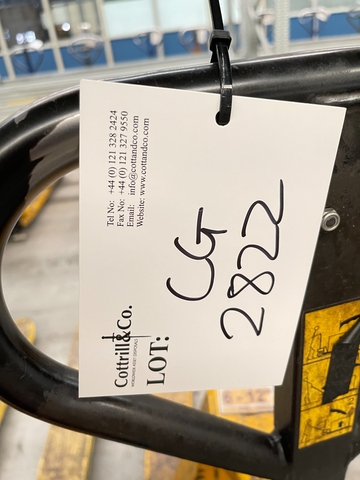 Tel No: +44 (0) 121 328 2424
Fax No: +44 (0) 121 327 9550
Email: info@cottandco.com
Website: www.cottandco.com
CG
2822
Cottrill&Co.
LOT: